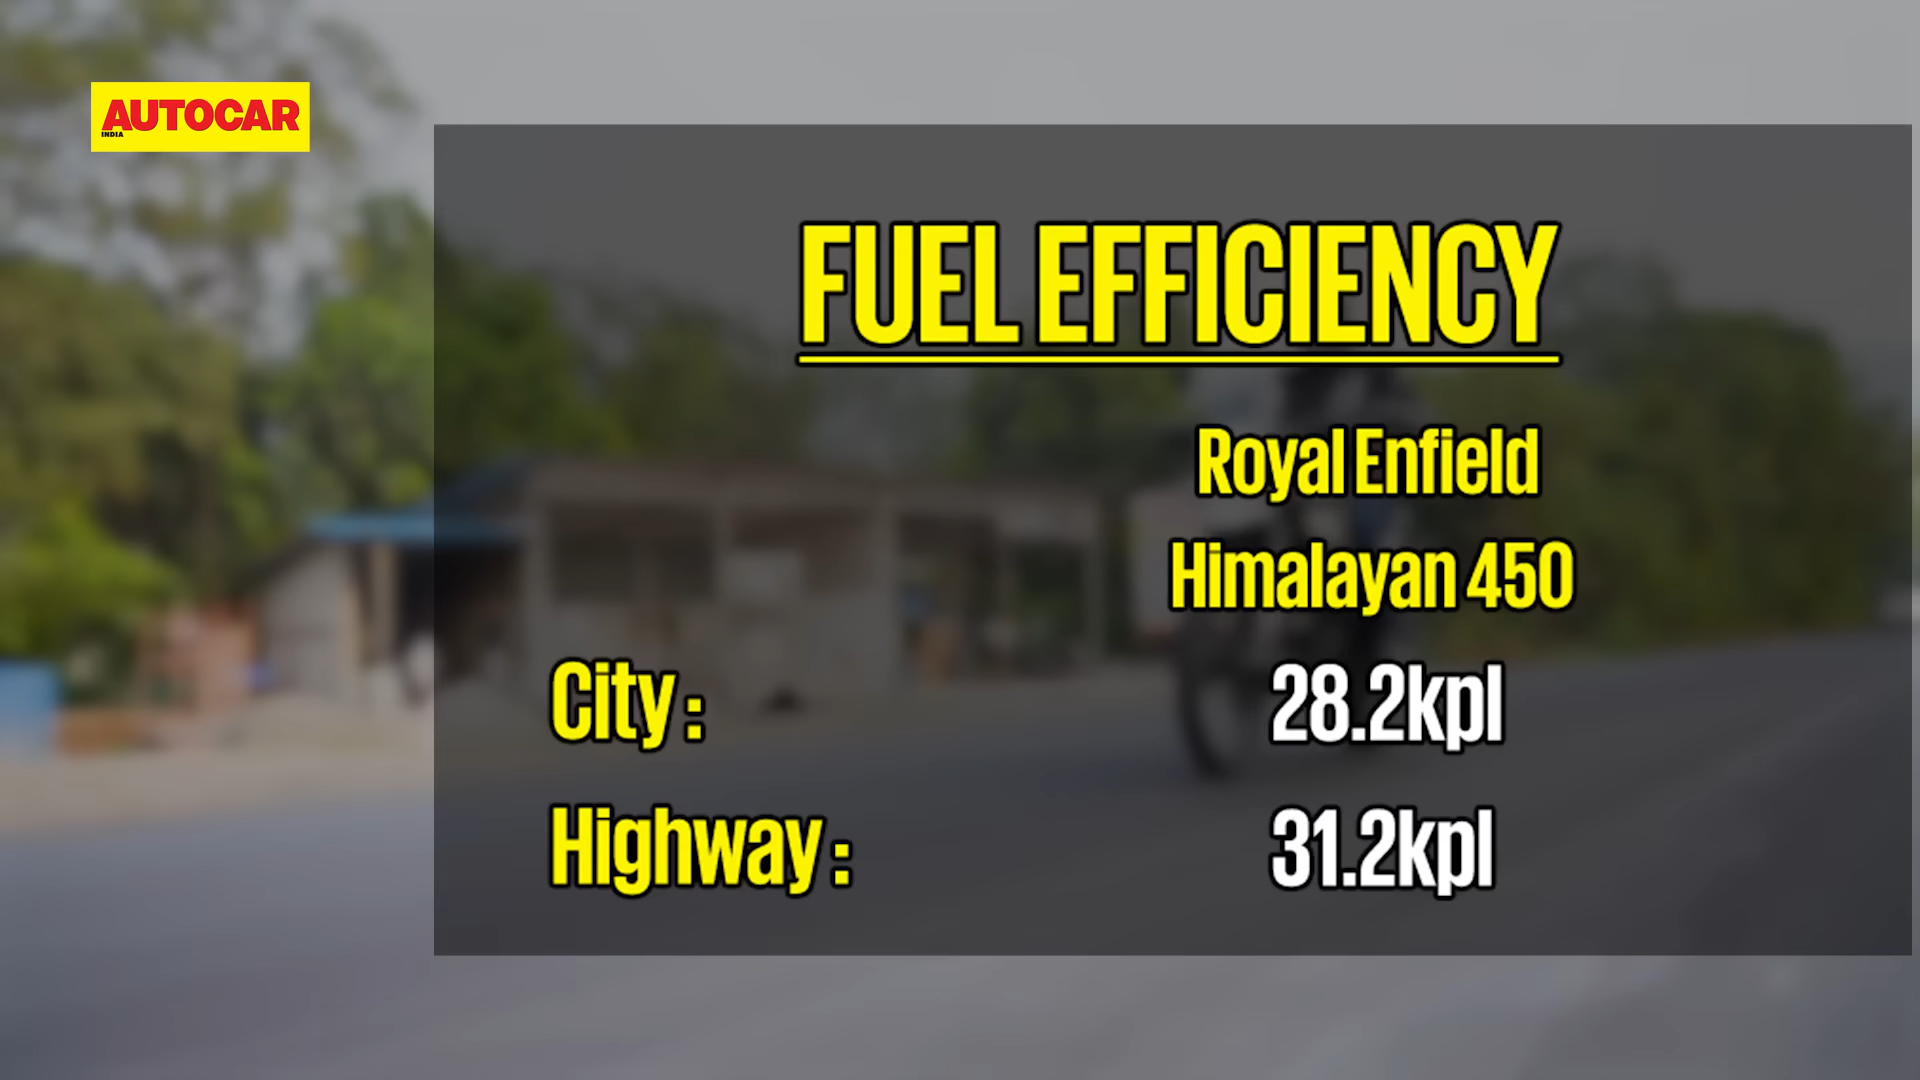 AUTOCAR
INDIA
FUEL EFFICIENCY
Royal Enfield
Himalayan 450
City : 28.2kpl
Highway : 31.2kpl